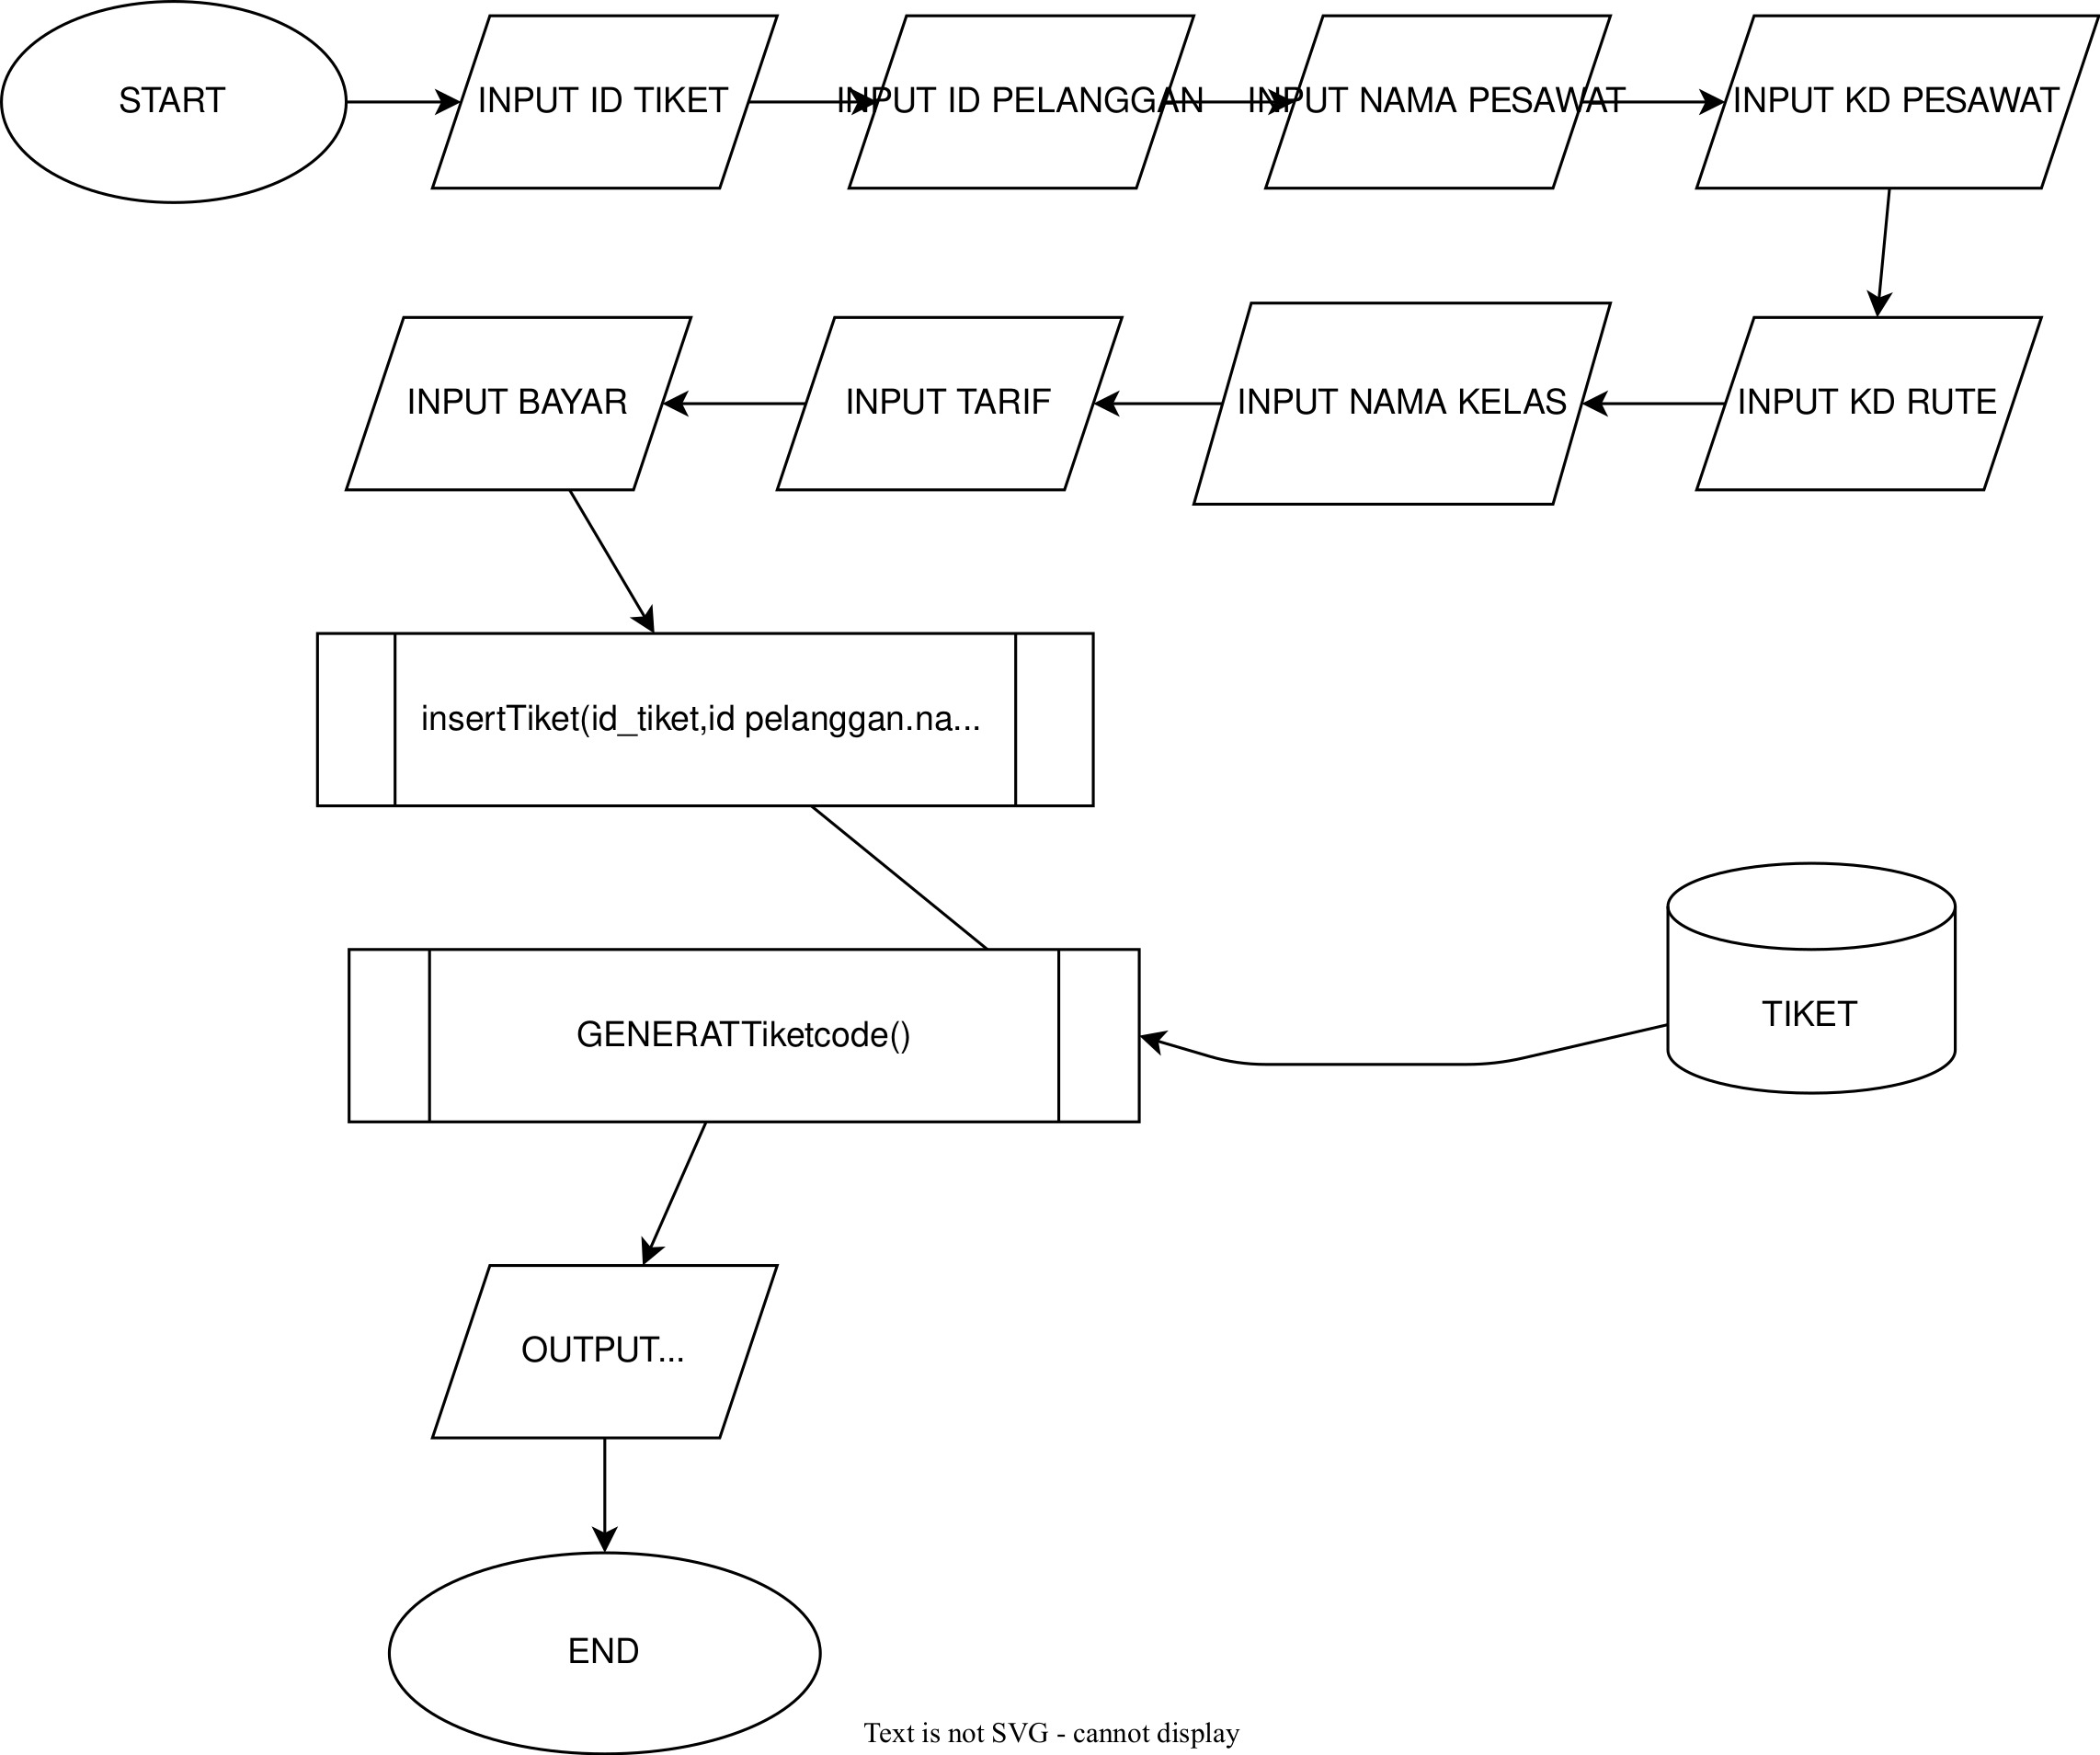 START
INPUT ID TIKET
INPUT ID PELANGGAN
INPUT NAMA PESAWAT
INPUT KD PESAWAT
INPUT BAYAR
INPUT TARIF
INPUT NAMA KELAS
INPUT KD RUTE
insertTiket(id_tiket,id pelanggan.na...
TIKET
GENERATTiketcode()
OUTPUT...
END
Text is not SVG - cannot display